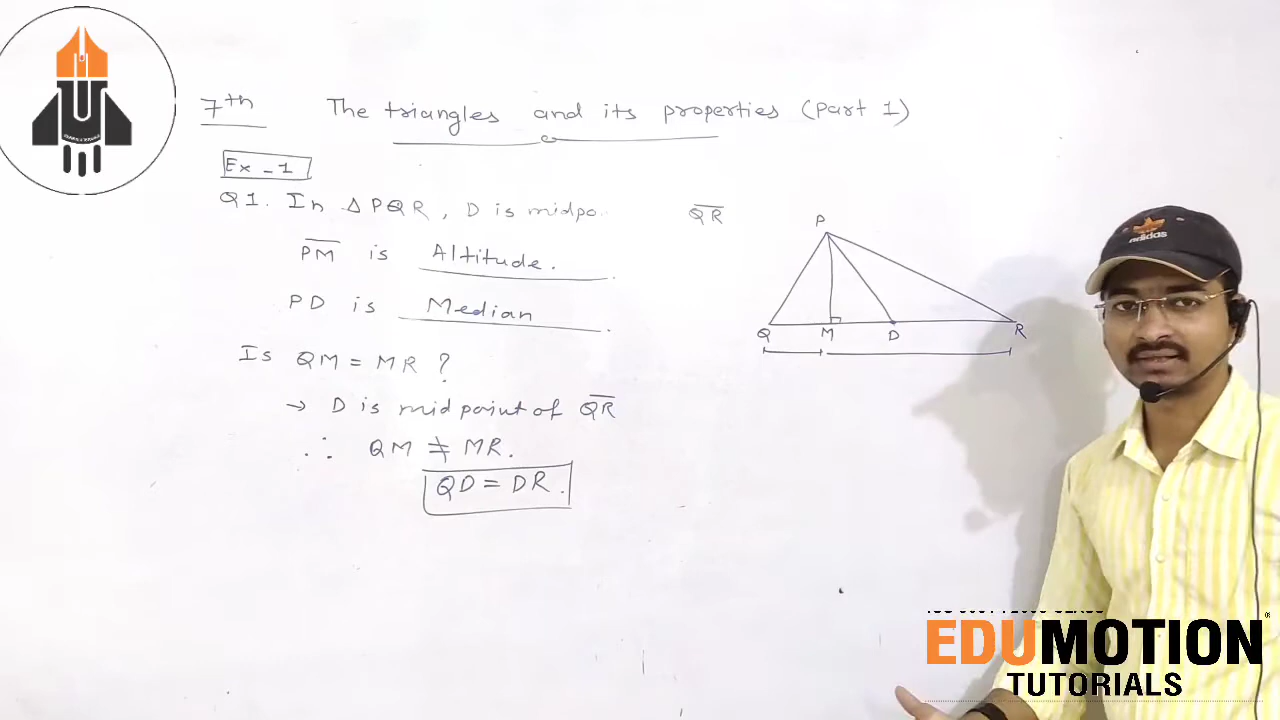 7th The triangles and its properties (Part 1)
Ex - 1
Q1. In △ PQR, D is midpo QR
PM is Altitude.
PD is Median
Is QM = MR ?
→ D is midpoint of QR
∴ QM ≠ MR.
QD = DR.
P
Q M D R
adidas
EDUMOTION
®
TUTORIALS